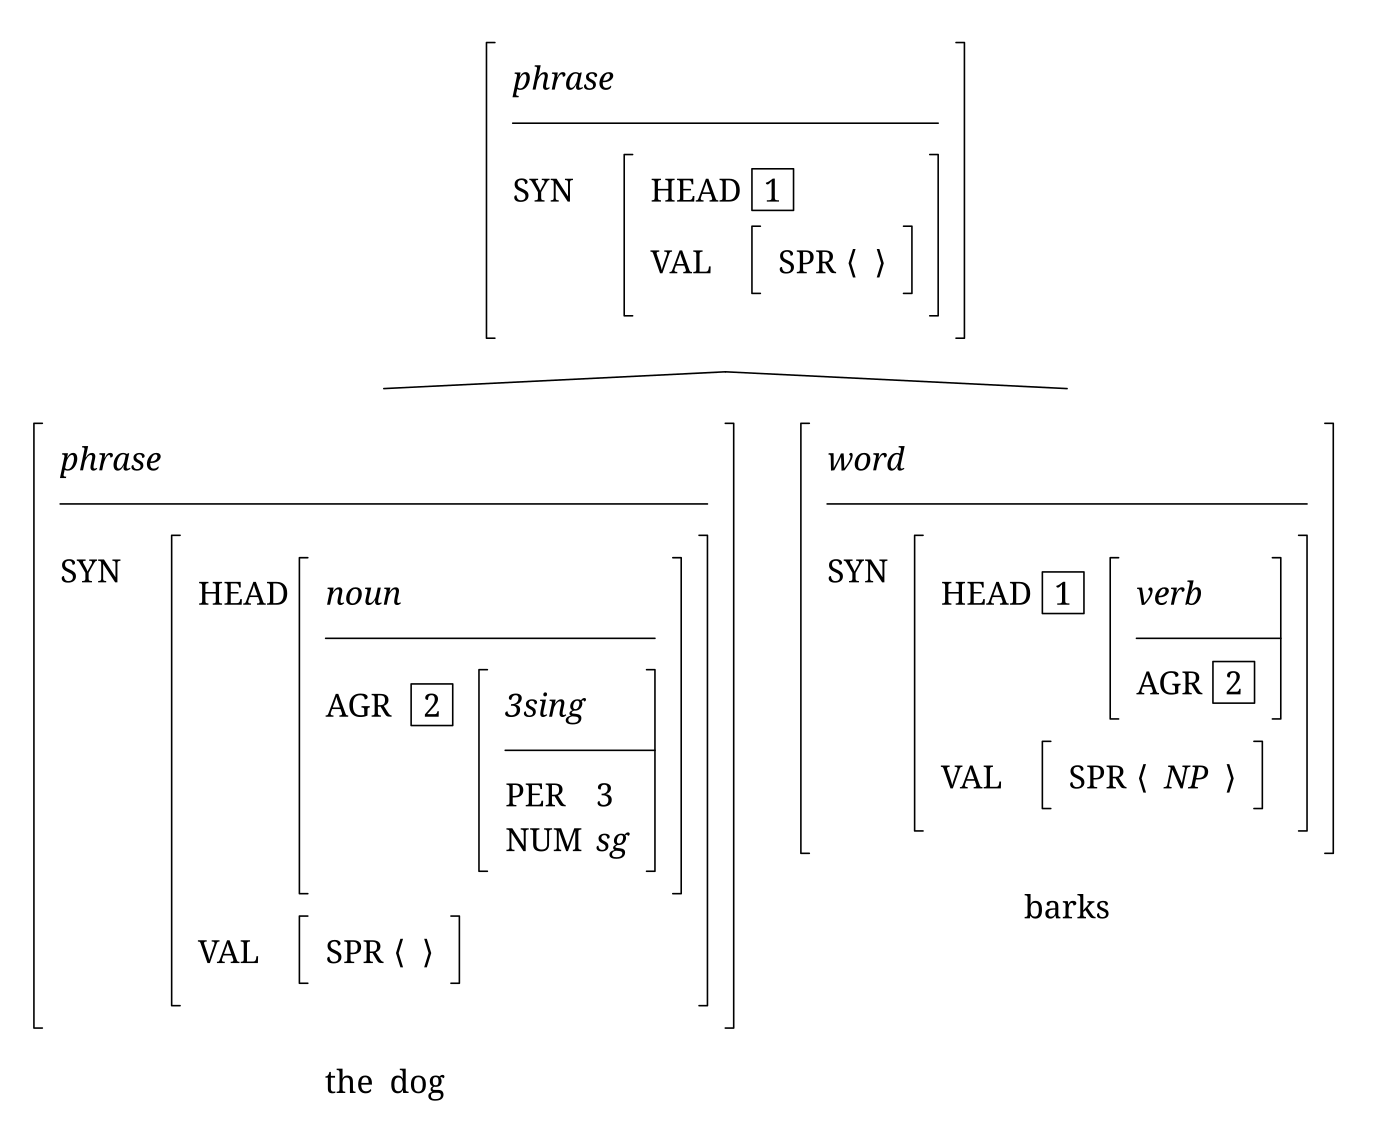 phrase
SYN HEAD 1
VAL SPR ⟨ ⟩
phrase
SYN HEAD noun
AGR 2 3sing
PER 3
NUM sg
VAL SPR ⟨ ⟩
the dog
word
SYN HEAD 1 verb
AGR 2
VAL SPR ⟨ NP ⟩
barks